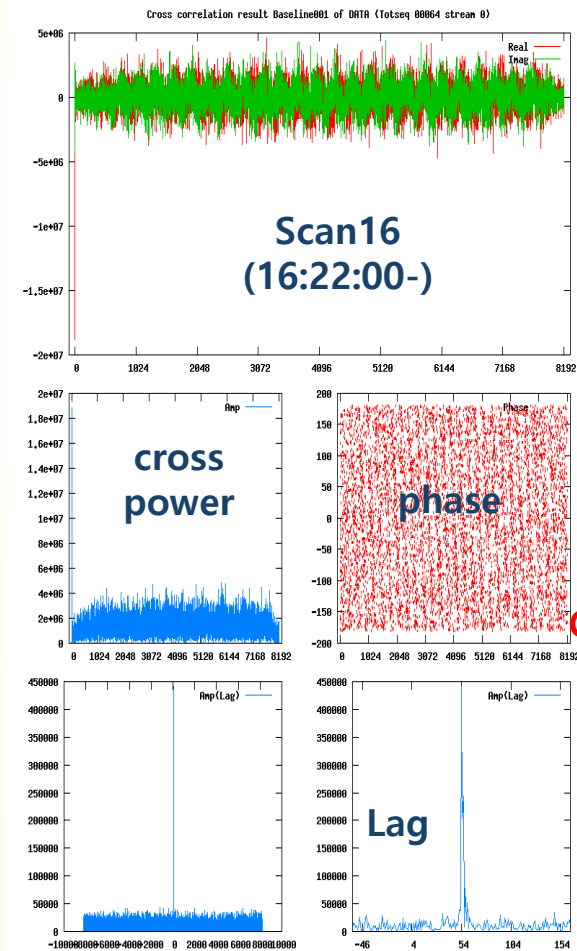 Cross correlation result Baseline001 of DATA (Totseq 00064 stream 0)
5e+06
0
-5e+06
-1e+07
-1.5e+07
-2e+07
Real
Imag
Scan16
(16:22:00-)
0 1024 2048 3072 4096 5120 6144 7168 8192
2e+07
1.8e+07
1.6e+07
1.4e+07
1.2e+07
1e+07
8e+06
6e+06
4e+06
2e+06
0
Amp
cross
power
0 1024 2048 3072 4096 5120 6144 7168 8192
200
150
100
50
0
-50
-100
-150
-200
Phase
phase
0 1024 2048 3072 4096 5120 6144 7168 8192
450000
400000
350000
300000
250000
200000
150000
100000
50000
0
Amp(Lag)
-10000-8000-6000-4000-2000 0 2000 4000 6000 8000 10000
450000
400000
350000
300000
250000
200000
150000
100000
50000
0
Amp(Lag)
Lag
-46 4 54 104 154